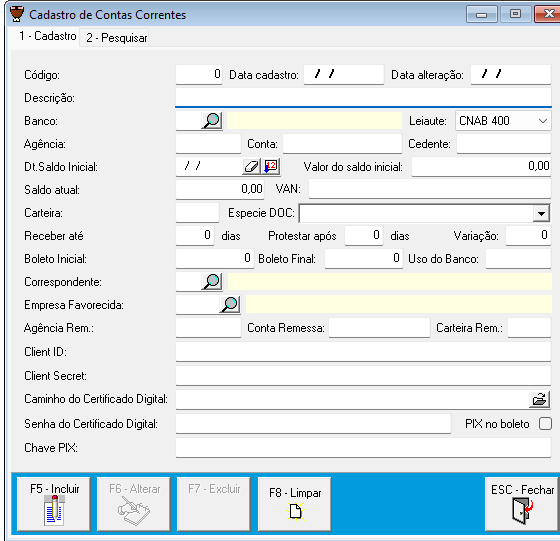 Cadastro de Contas Correntes
1 - Cadastro 2 - Pesquisar
Código: 0 Data cadastro: / / Data alteração: / /
Descrição:
Banco: Leiaute: CNAB 400
Agência: Conta: Cedente:
Dt.Saldo Inicial: / / 12 Valor do saldo inicial: 0,00
Saldo atual: 0,00 VAN:
Carteira: Especie DOC:
Receber até 0 dias Protestar após 0 dias Variação: 0
Boleto Inicial: 0 Boleto Final: 0 Uso do Banco:
Correspondente:
Empresa Favorecida:
Agência Rem.: Conta Remessa: Carteira Rem.:
Client ID:
Client Secret:
Caminho do Certificado Digital:
Senha do Certificado Digital: PIX no boleto
Chave PIX:
F5 - Incluir F6 - Alterar F7 - Excluir F8 - Limpar ESC - Fechar